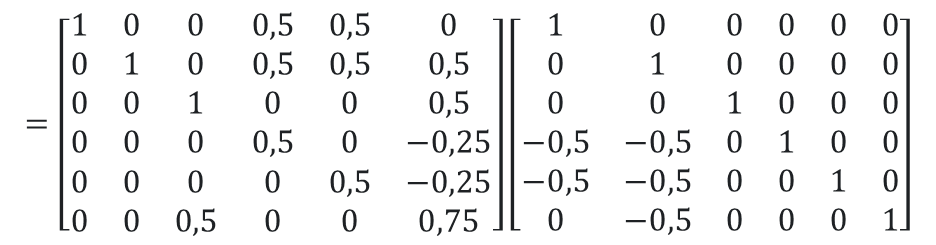 1 0 0 0,5 0,5 0 1 0 0 0 0 0
0 1 0 0,5 0,5 0,5 0 1 0 0 0 0
0 0 1 0 0 0,5 0 0 1 0 0 0
= 0 0 0 0,5 0 −0,25 −0,5 −0,5 0 1 0 0
0 0 0 0 0,5 −0,25 −0,5 −0,5 0 0 1 0
0 0 0,5 0 0 0,75 0 −0,5 0 0 0 1